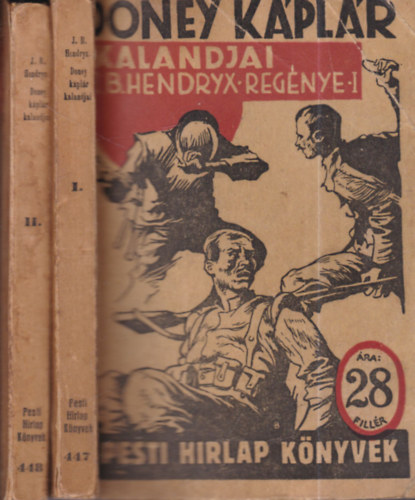 J. B.
Hendryx
Doney
káplár
kalandjai
II.
Pesti
Hirlap
Könyvek
448
J. B.
Hendryx
Doney
káplár
kalandjai
I.
Pesti
Hirlap
Könyvek
447
DONEY KÁPLÁR
KALANDJAI
B. HENDRYX·REGÉNYE·I
ÁRA:
28
FILLÉR
PESTI HIRLAP KÖNYVEK